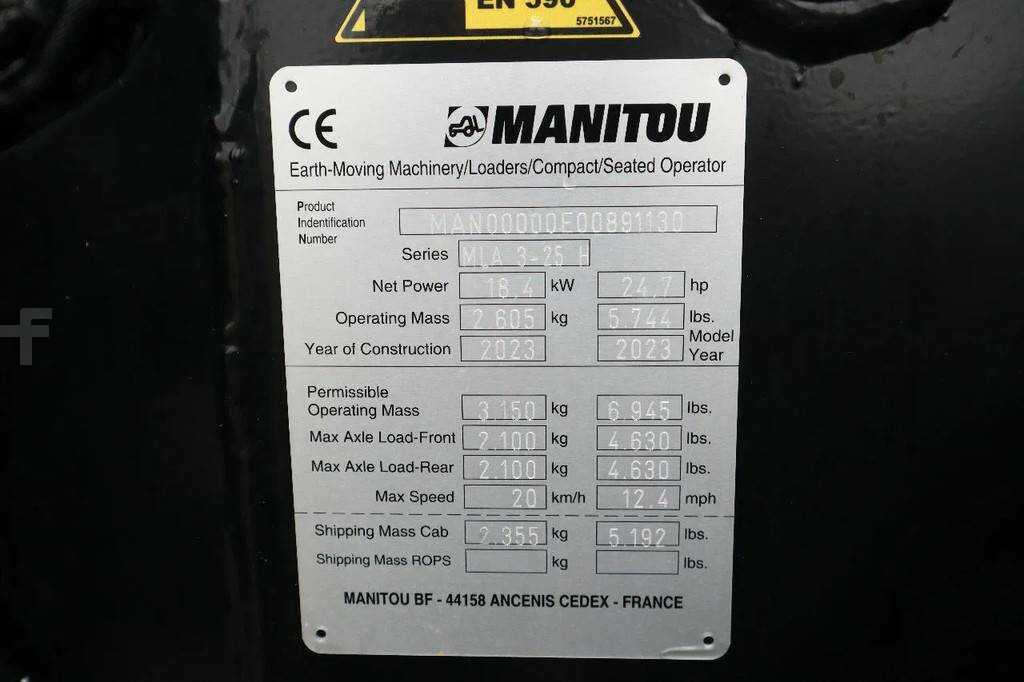 EN 590
5751567
CE
MANITOU
Earth-Moving Machinery/Loaders/Compact/Seated Operator
Product
Indentification
Number
MAN00000E00891130
Series MLA 3-25 H
Net Power 18.4 kW 24.7 hp
Operating Mass 2.605 kg 5.744 lbs.
Year of Construction 2023 2023 Model Year
Permissible
Operating Mass 3.150 kg 6.945 lbs.
Max Axle Load-Front 2.100 kg 4.630 lbs.
Max Axle Load-Rear 2.100 kg 4.630 lbs.
Max Speed 20 km/h 12.4 mph
Shipping Mass Cab 2.355 kg 5.192 lbs.
Shipping Mass ROPS kg lbs.
MANITOU BF - 44158 ANCENIS CEDEX - FRANCE